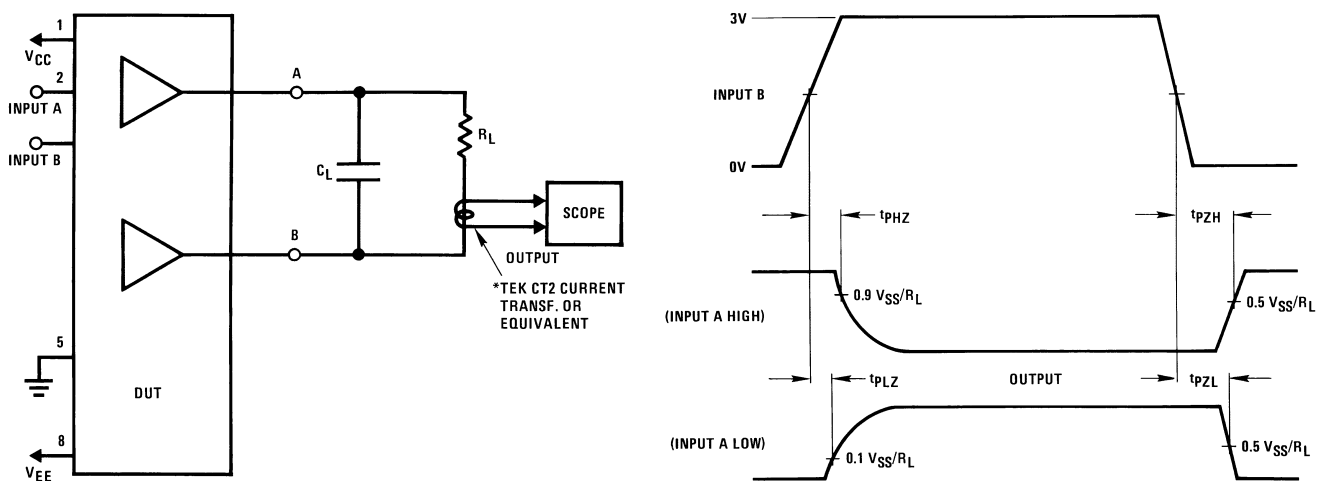 1
VCC
2
INPUT A
INPUT B
A
RL
CL
SCOPE
B
OUTPUT
*TEK CT2 CURRENT
TRANSF. OR
EQUIVALENT
5
DUT
8
VEE
3V
INPUT B
0V
tPHZ
tPZH
0.9 VSS/RL
0.5 VSS/RL
(INPUT A HIGH)
tPLZ
OUTPUT
tPZL
(INPUT A LOW)
0.1 VSS/RL
0.5 VSS/RL